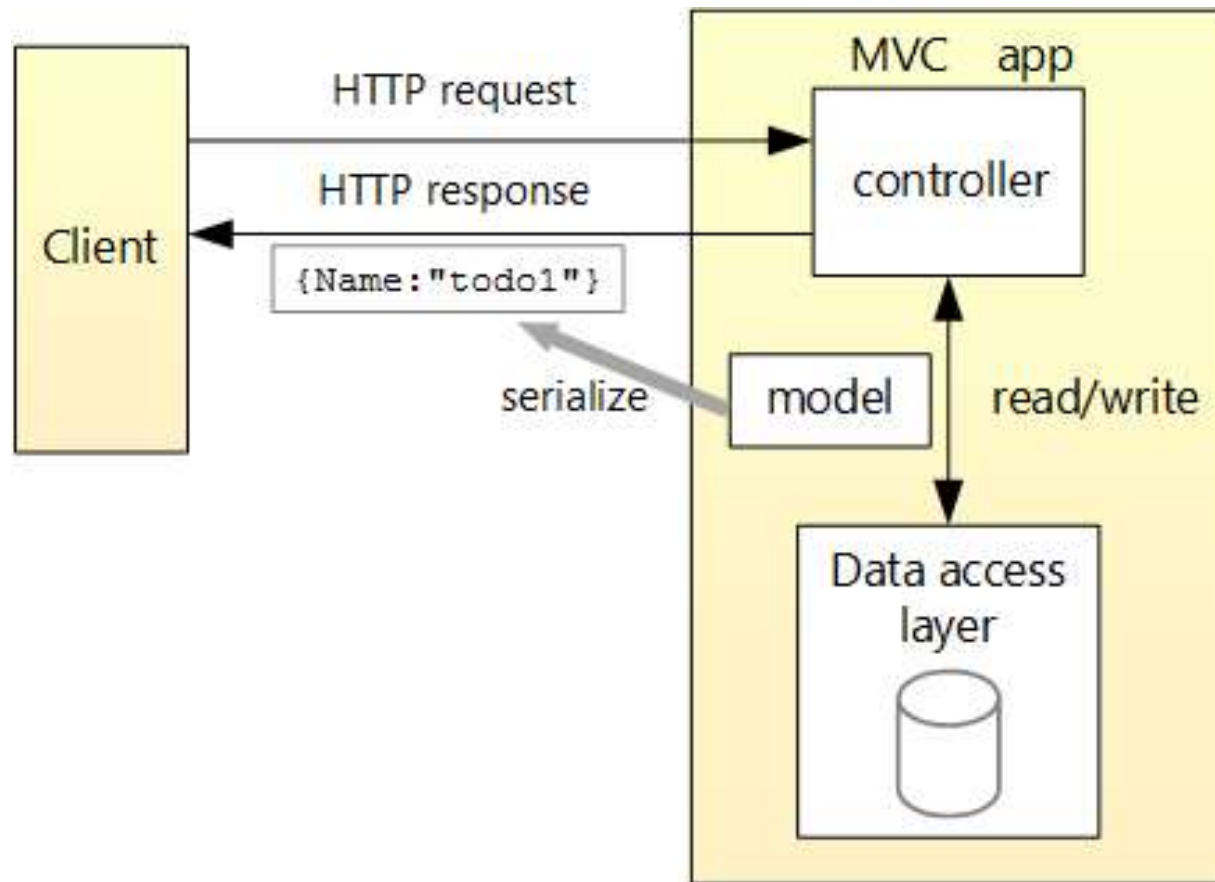 MVC app
HTTP request
controller
HTTP response
Client
{Name:"todo1"}
serialize
model
read/write
Data access
layer